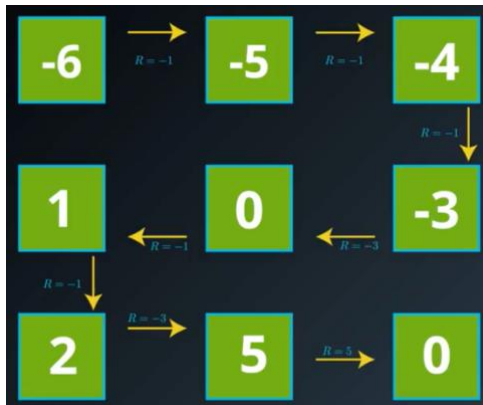 -6 R = -1 -5 R = -1 -4
R = -1
1 R = -1 0 R = -3 -3
R = -1
2 R = -3 5 R = 5 0